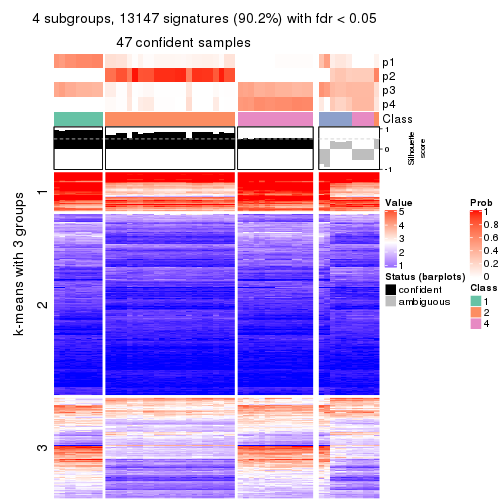 4 subgroups, 13147 signatures (90.2%) with fdr < 0.05
47 confident samples
p1
p2
p3
p4
Class
1
0
-1
Silhouette
score
k-means with 3 groups
1
2
3
Value
5
4
3
2
1
Status (barplots)
confident
ambiguous
Prob
1
0.8
0.6
0.4
0.2
0
Class
1
2
4